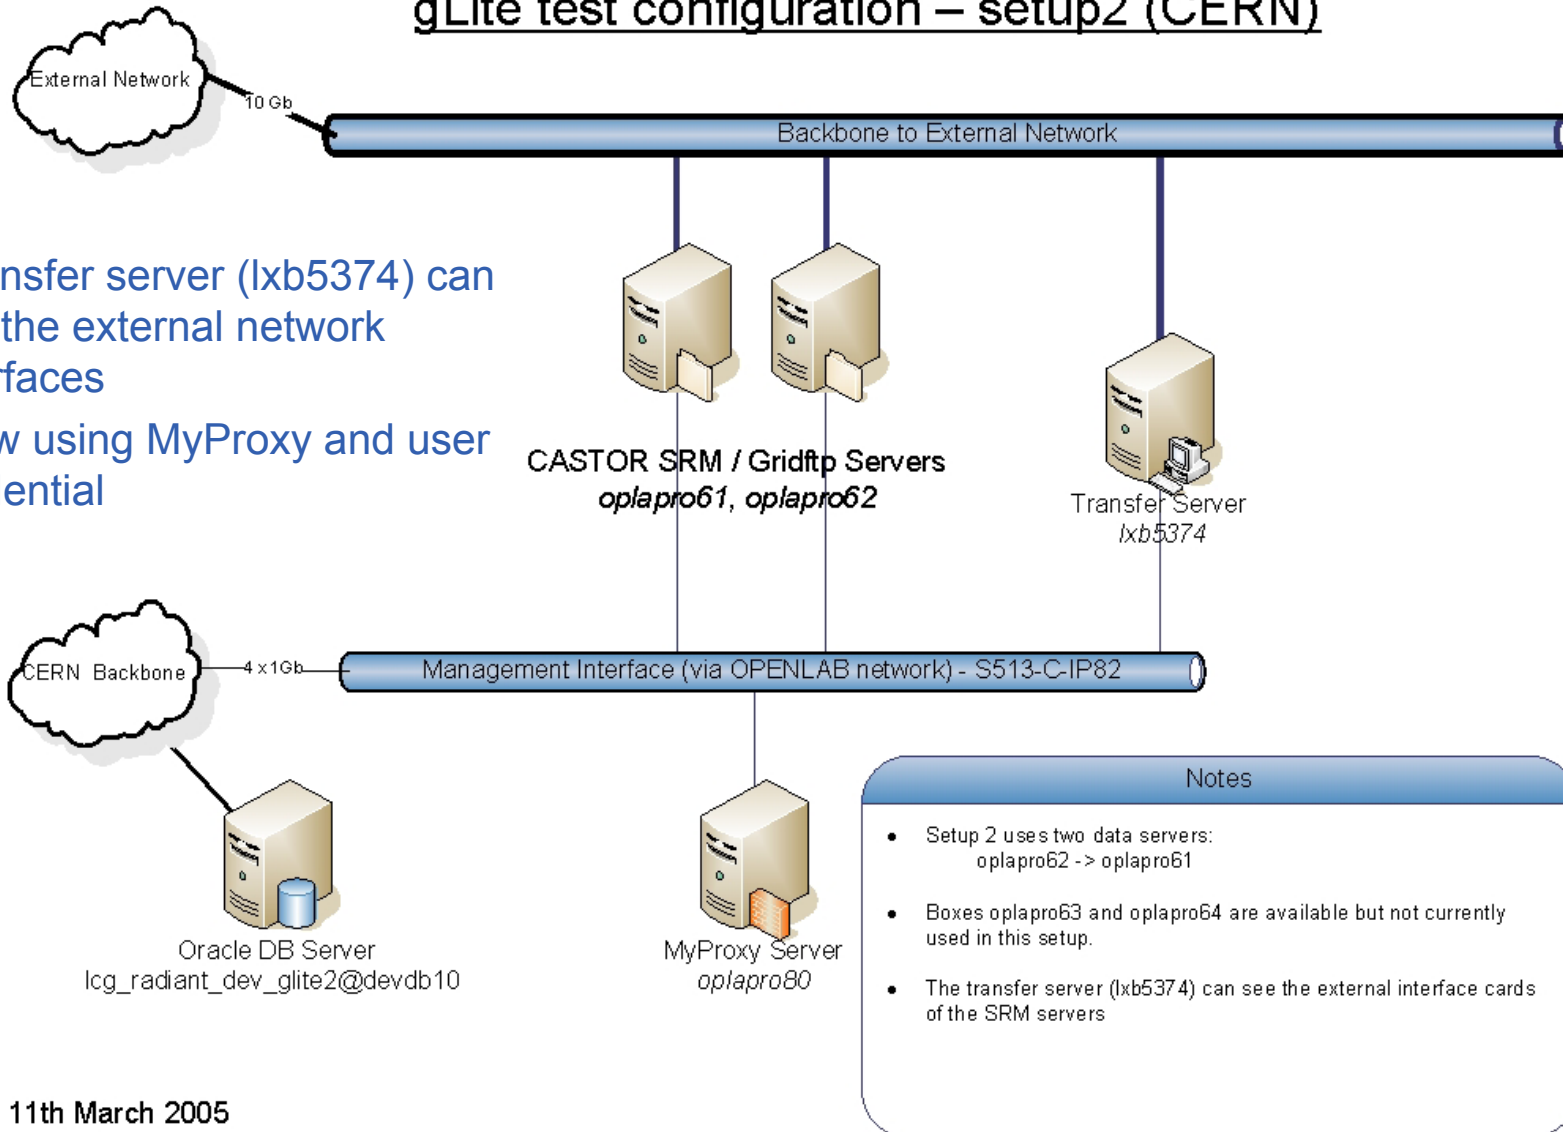 gLite test configuration – setup2 (CERN)
External Network
10 Gb
Backbone to External Network
nsfer server (lxb5374) can
the external network
rfaces
w using MyProxy and user
ential
CASTOR SRM / Gridftp Servers
oplapro61, oplapro62
Transfer Server
lxb5374
CERN Backbone
4 x 1Gb
Management Interface (via OPENLAB network) - S513-C-IP82
Oracle DB Server
lcg_radiant_dev_glite2@devdb10
MyProxy Server
oplapro80
Notes
• Setup 2 uses two data servers:
oplapro62 -> oplapro61
• Boxes oplapro63 and oplapro64 are available but not currently
used in this setup.
• The transfer server (lxb5374) can see the external interface cards
of the SRM servers
11th March 2005